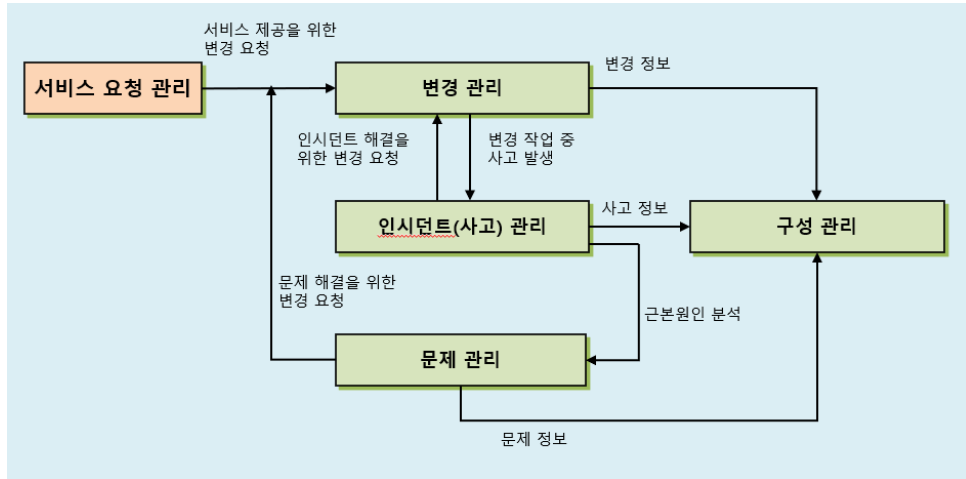 서비스 제공을 위한
변경 요청
서비스 요청 관리
변경 관리
변경 정보
인시던트 해결을
위한 변경 요청
변경 작업 중
사고 발생
인시던트(사고) 관리
사고 정보
구성 관리
문제 해결을 위한
변경 요청
근본원인 분석
문제 관리
문제 정보